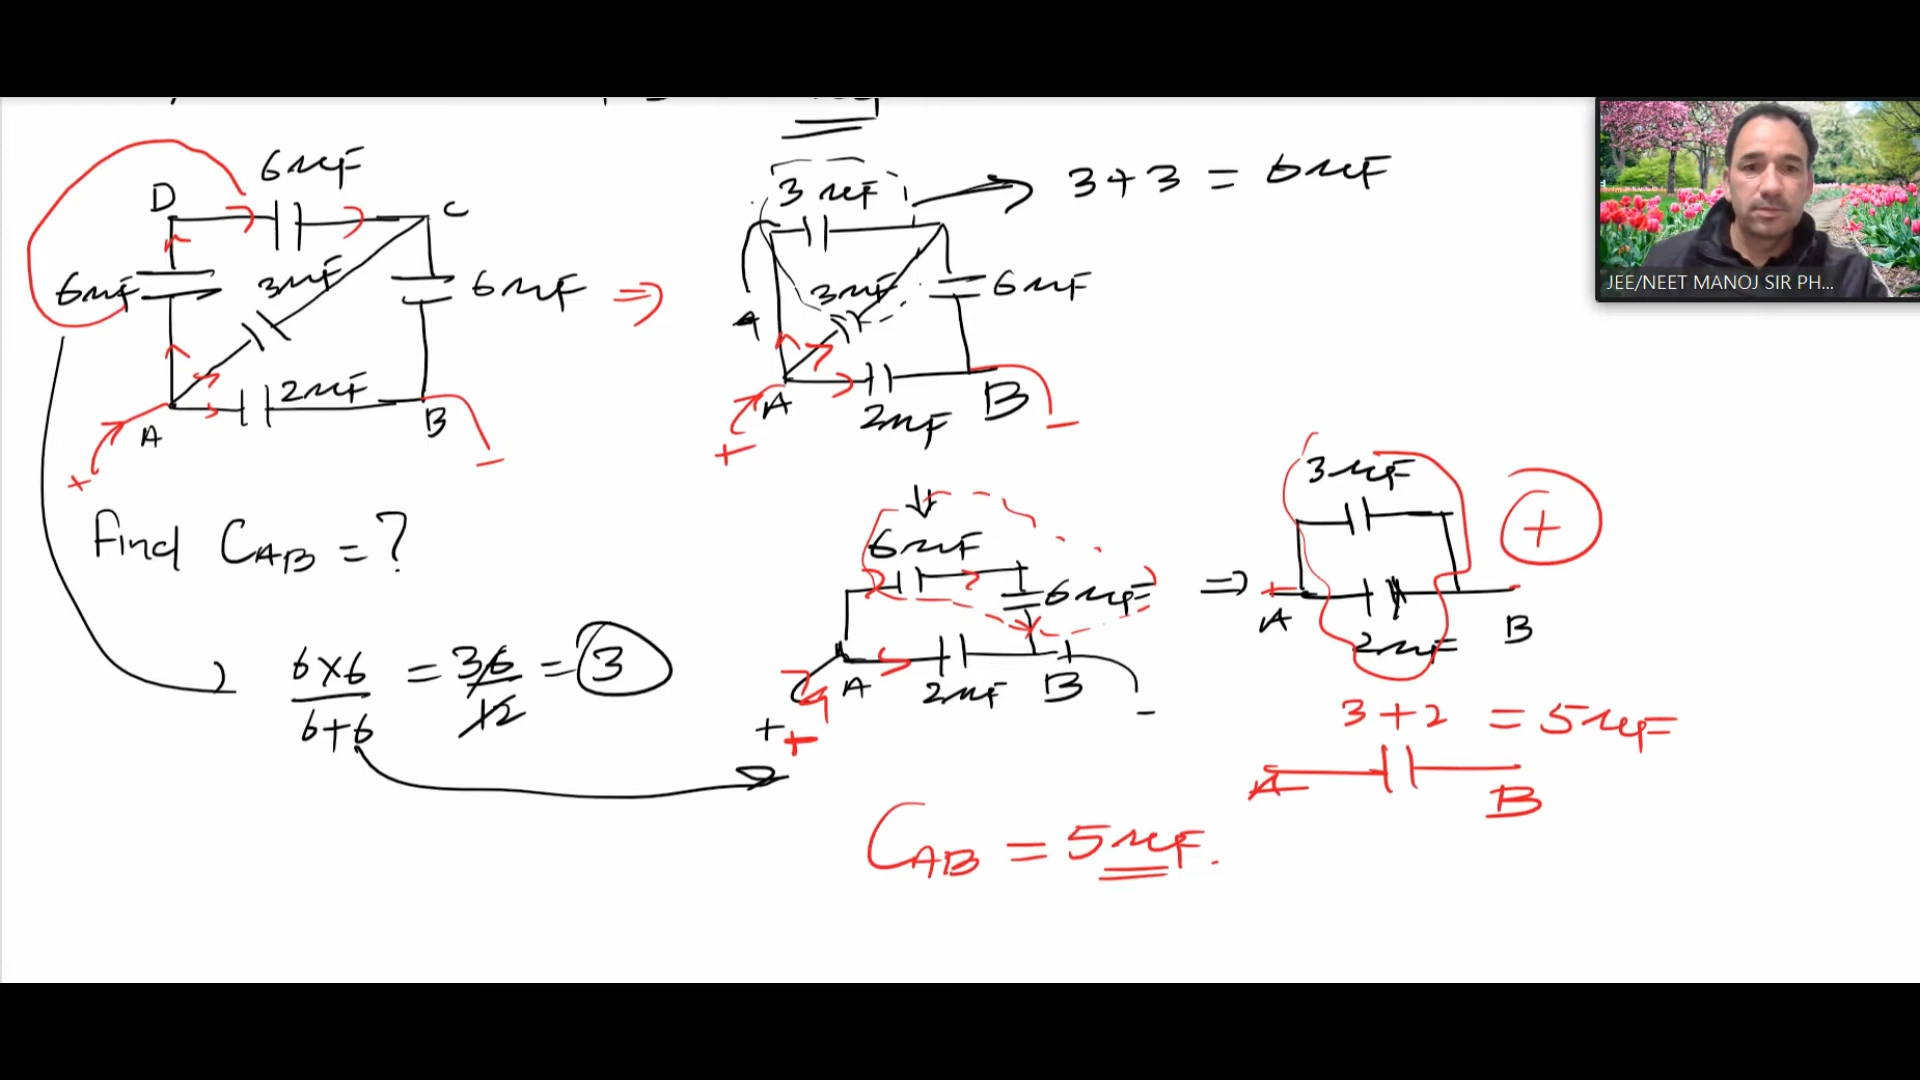 6μF
D
C
6μF
3μF
6μF
⇒
2μF
A
B
+
−
Find C_AB = ?
6×6 = 36 = 3
6+6 12
3μF
→ 3+3 = 6μF
3μF
6μF
A
A
2μF
B
+
−
6μF
6μF
A
2μF
B
+
+
−
⇒
3μF
+
A
2μF
B
3+2 = 5μF
A
B
C_AB = 5μF.
JEE/NEET MANOJ SIR PH...